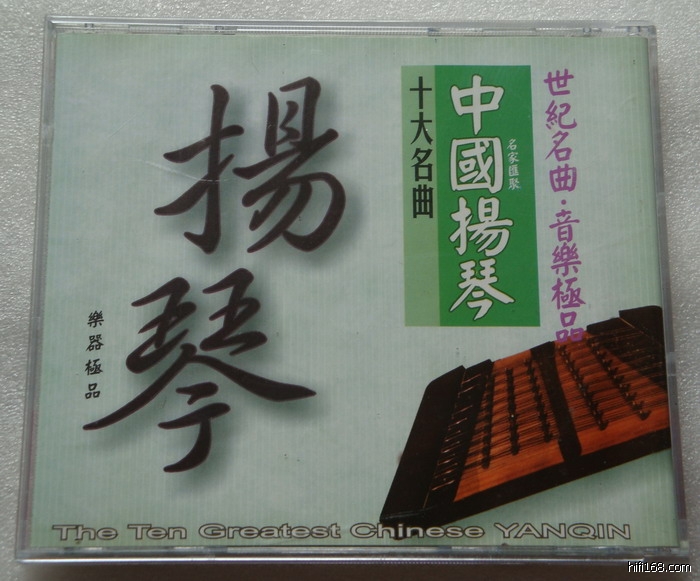 世紀名曲·音樂極品
中國揚琴
名家匯聚
十大名曲
揚琴
樂器極品
The Ten Greatest Chinese YANQIN
hifi168.com